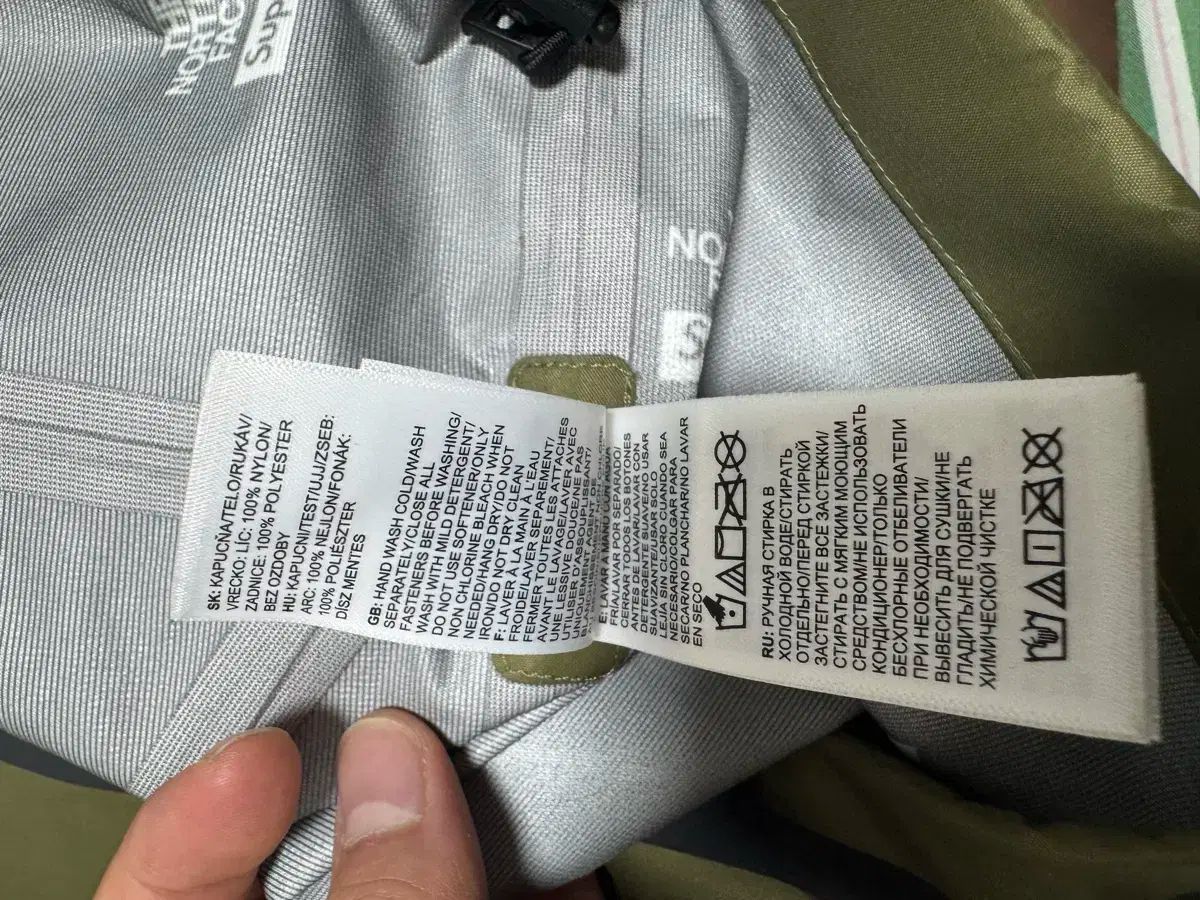 NORTH
FACE
Sup
NO
S
SK: KAPUCŇA/TELO/RUKÁV/
VRECKO: LÍC: 100% NYLON/
ZADNICE: 100% POLYESTER
BEZ OZDOBY
HU: KAPUCNI/TEST/UJJ/ZSEB:
ARC: 100% NEJLON/FONÁK:
100% POLIÉSZTER
DÍSZ MENTES
GB: HAND WASH COLD/WASH
SEPARATELY/CLOSE ALL
FASTENERS BEFORE WASHING/
WASH WITH MILD DETERGENT/
DO NOT USE SOFTENER/ONLY
NON CHLORINE BLEACH WHEN
NEEDED/HANG DRY/DO NOT
IRON/DO NOT DRY CLEAN
F: LAVER À LA MAIN À L'EAU
FROIDE/LAVER SEPAREMENT/
FERMER TOUTES LES ATTACHES
AVANT LE LAVAGE/LAVER AVEC
UNE LESSIVE DOUCE/NE PAS
UTILISER D'ASSOUPLISSANT/
UNIQUEMENT AGENT DE
E: LAVAR A MANO
FRIA/LAVAR POR SEPARADO/
CERRAR TODOS LOS BOTONES
ANTES DE LAVAR/LAVAR CON
DETERGENTE SUAVE/NO USAR
SUAVIZANTE/USAR SOLO
LEJIA SIN CLORO CUANDO SEA
NECESARIO/COLGAR PARA
SECAR/NO PLANCHAR/NO LAVAR
EN SECO
RU: РУЧНАЯ СТИРКА В
ХОЛОДНОЙ ВОДЕ/СТИРАТЬ
ОТДЕЛЬНО/ПЕРЕД СТИРКОЙ
ЗАСТЕГНИТЕ ВСЕ ЗАСТЕЖКИ/
СТИРАТЬ С МЯГКИМ МОЮЩИМ
СРЕДСТВОМ/НЕ ИСПОЛЬЗОВАТЬ
КОНДИЦИОНЕР/ТОЛЬКО
БЕСХЛОРНЫЕ ОТБЕЛИВАТЕЛИ
ПРИ НЕОБХОДИМОСТИ/
ВЫВЕСИТЬ ДЛЯ СУШКИ/НЕ
ГЛАДИТЬ/НЕ ПОДВЕРГАТЬ
ХИМИЧЕСКОЙ ЧИСТКЕ